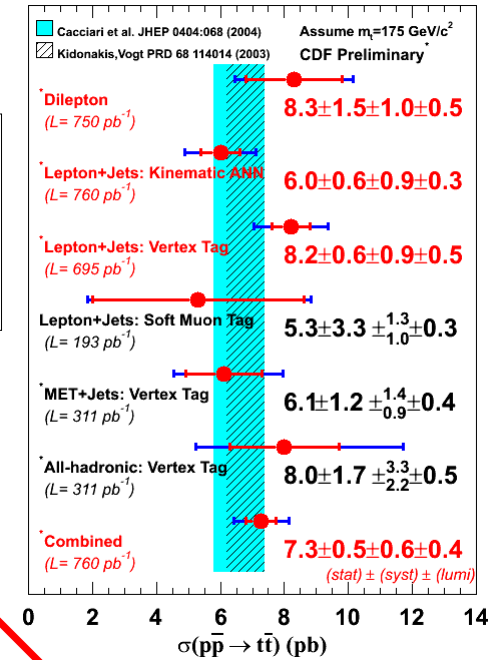 Cacciari et al. JHEP 0404:068 (2004)
Assume mₜ=175 GeV/c²
Kidonakis,Vogt PRD 68 114014 (2003)
CDF Preliminary*
*Dilepton
(L= 750 pb⁻¹)
8.3±1.5±1.0±0.5
*Lepton+Jets: Kinematic ANN
(L= 760 pb⁻¹)
6.0±0.6±0.9±0.3
*Lepton+Jets: Vertex Tag
(L= 695 pb⁻¹)
8.2±0.6±0.9±0.5
Lepton+Jets: Soft Muon Tag
(L= 193 pb⁻¹)
5.3±3.3 ±1.3 1.0±0.3
*MET+Jets: Vertex Tag
(L= 311 pb⁻¹)
6.1±1.2 ±1.4 0.9±0.4
*All-hadronic: Vertex Tag
(L= 311 pb⁻¹)
8.0±1.7 ±3.3 2.2±0.5
*Combined
(L= 760 pb⁻¹)
7.3±0.5±0.6±0.4
(stat) ± (syst) ± (lumi)
0 2 4 6 8 10 12 14
σ(pp̅ → tt̅) (pb)